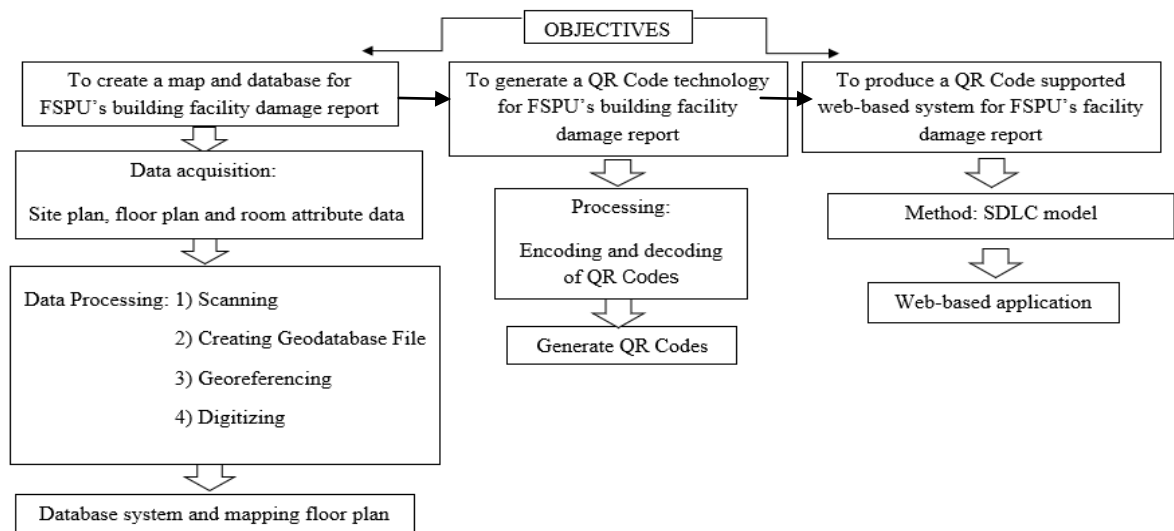 OBJECTIVES
To create a map and database for
FSPU's building facility damage report
To generate a QR Code technology
for FSPU's building facility
damage report
To produce a QR Code supported
web-based system for FSPU's facility
damage report
Data acquisition:
Site plan, floor plan and room attribute data
Data Processing: 1) Scanning
2) Creating Geodatabase File
3) Georeferencing
4) Digitizing
Database system and mapping floor plan
Processing:
Encoding and decoding
of QR Codes
Generate QR Codes
Method: SDLC model
Web-based application